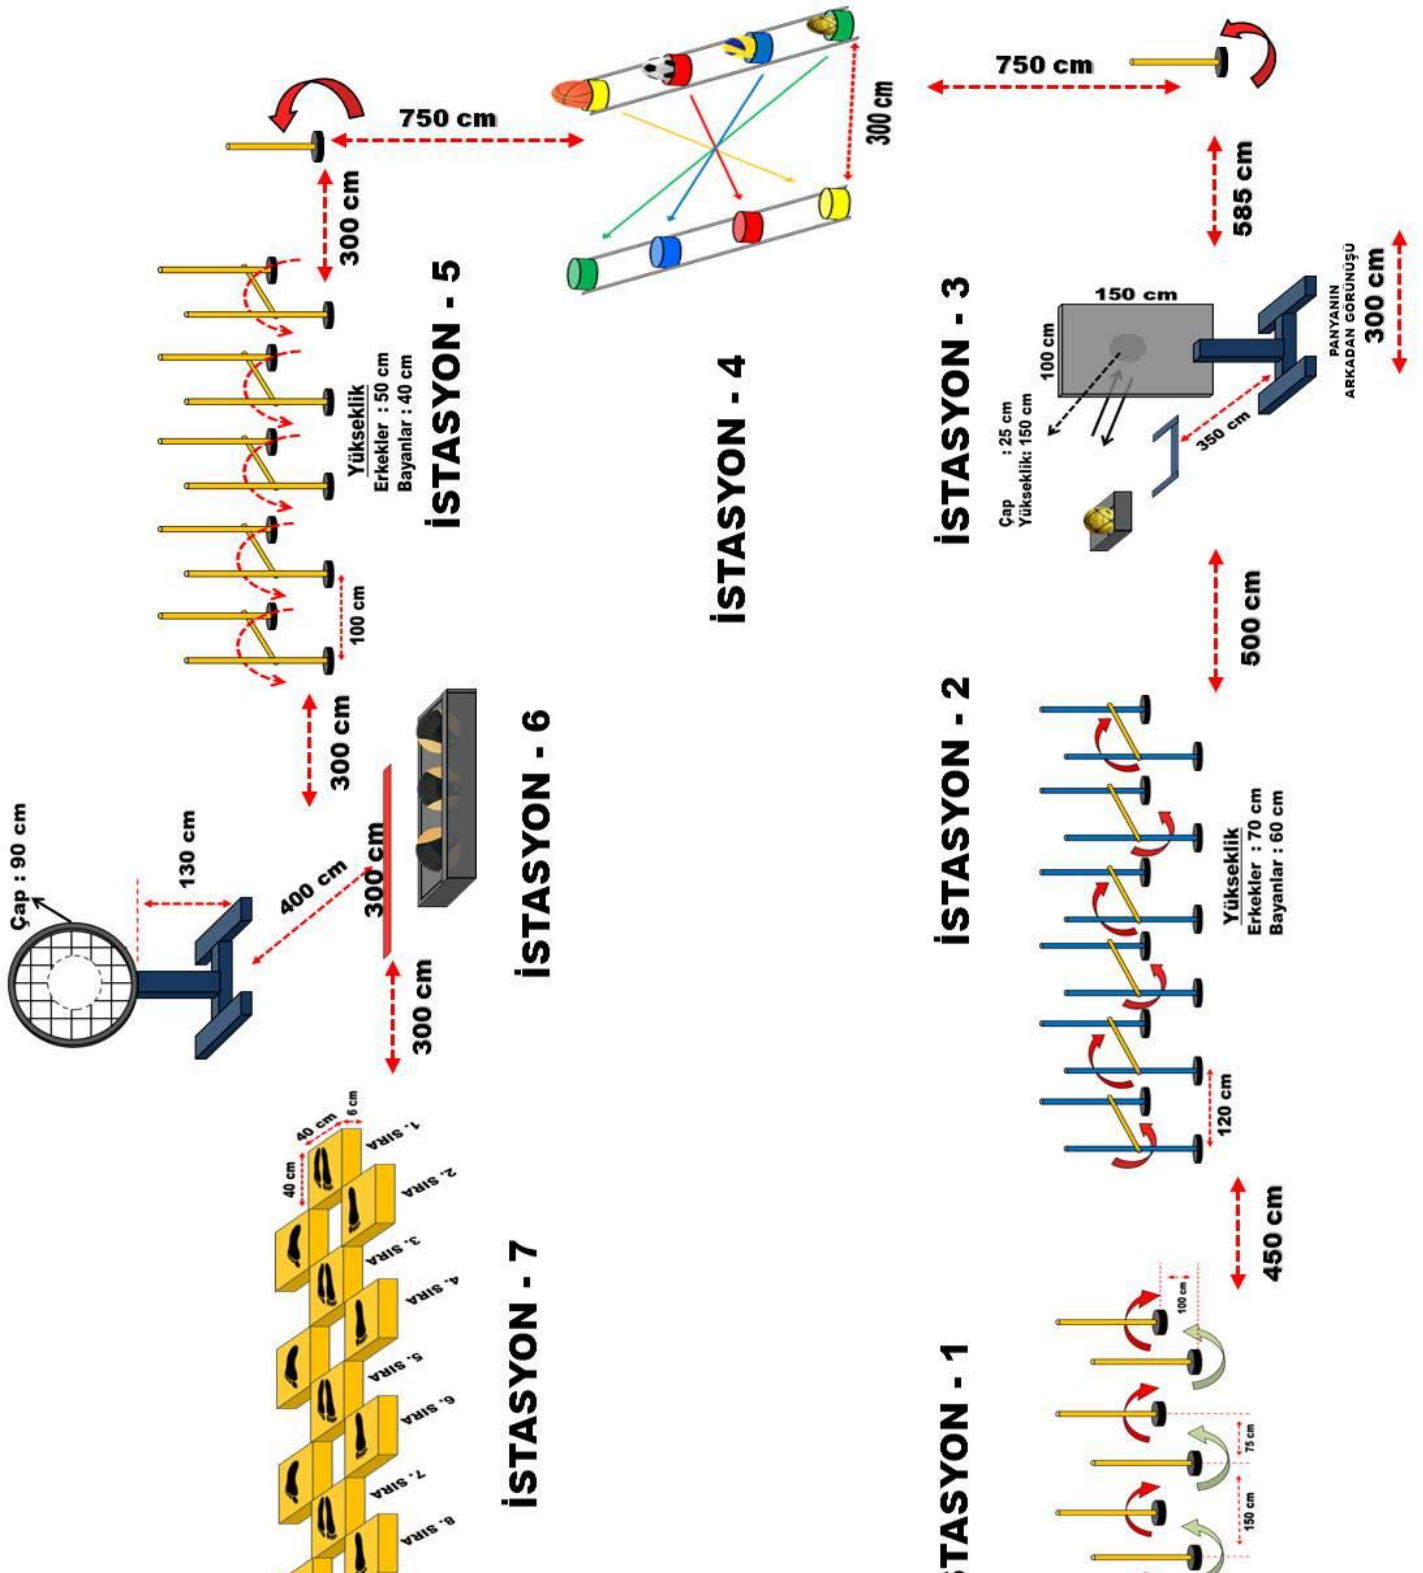 750 cm
300 cm
İSTASYON - 5
Yükseklik
Erkekler : 50 cm
Bayanlar : 40 cm
100 cm
300 cm
300 cm
750 cm
İSTASYON - 4
585 cm
İSTASYON - 3
150 cm
100 cm
Çap : 25 cm
Yükseklik: 150 cm
350 cm
PANYANIN
ARKADAN GÖRÜNÜŞÜ
300 cm
500 cm
İSTASYON - 2
Yükseklik
Erkekler : 70 cm
Bayanlar : 60 cm
120 cm
450 cm
Çap : 90 cm
130 cm
400 cm
300 cm
İSTASYON - 6
300 cm
40 cm
40 cm
6 cm
1. SIRA
2. SIRA
3. SIRA
4. SIRA
5. SIRA
6. SIRA
7. SIRA
8. SIRA
İSTASYON - 7
STASYON - 1
100 cm
75 cm
150 cm